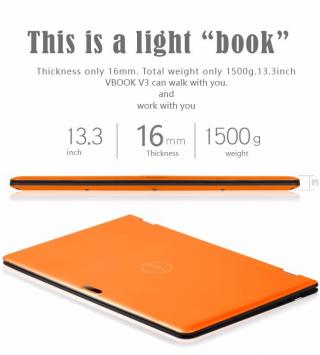 This is a light “book”
Thickness only 16mm. Total weight only 1500g.13.3inch
VBOOK V3 can walk with you.
and
work with you
13.3
inch
16mm
Thickness
1500g
weight